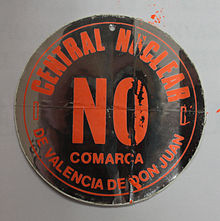 CENTRAL NUCLEAR
NO
COMARCA
DE VALENCIA DE DON JUAN